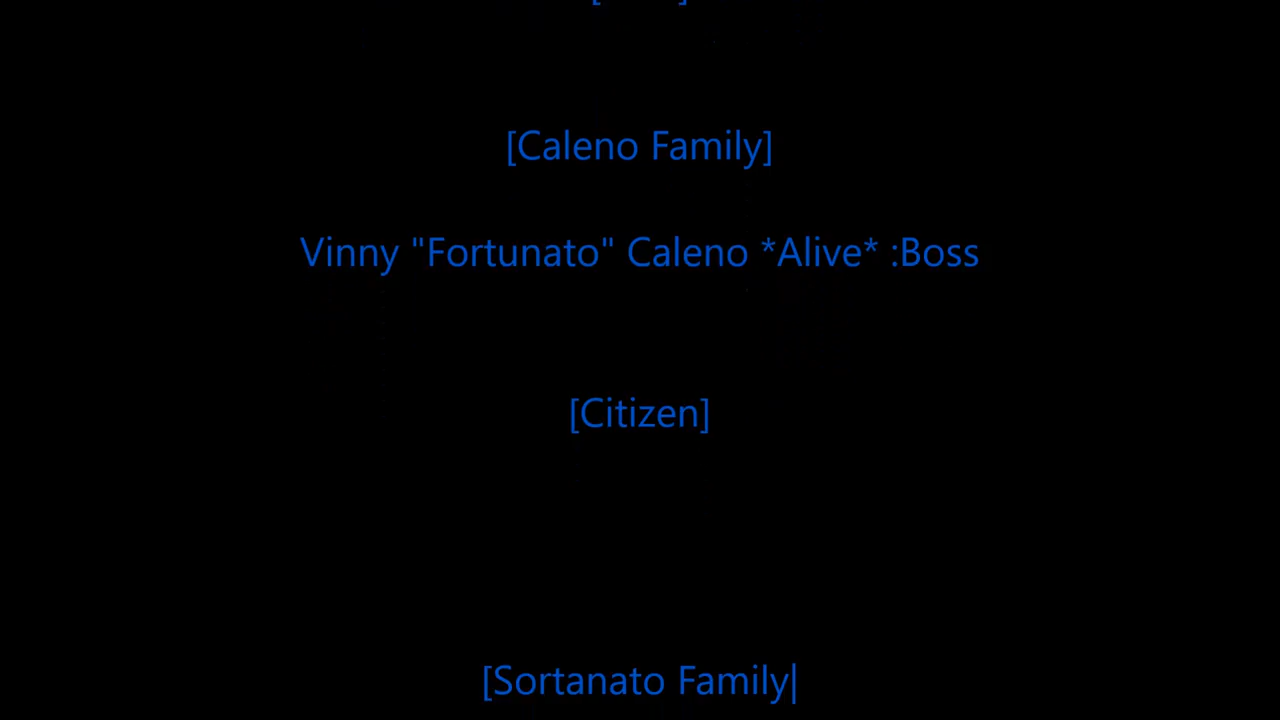 [Caleno Family]
Vinny "Fortunato" Caleno *Alive* :Boss
[Citizen]
[Sortanato Family|